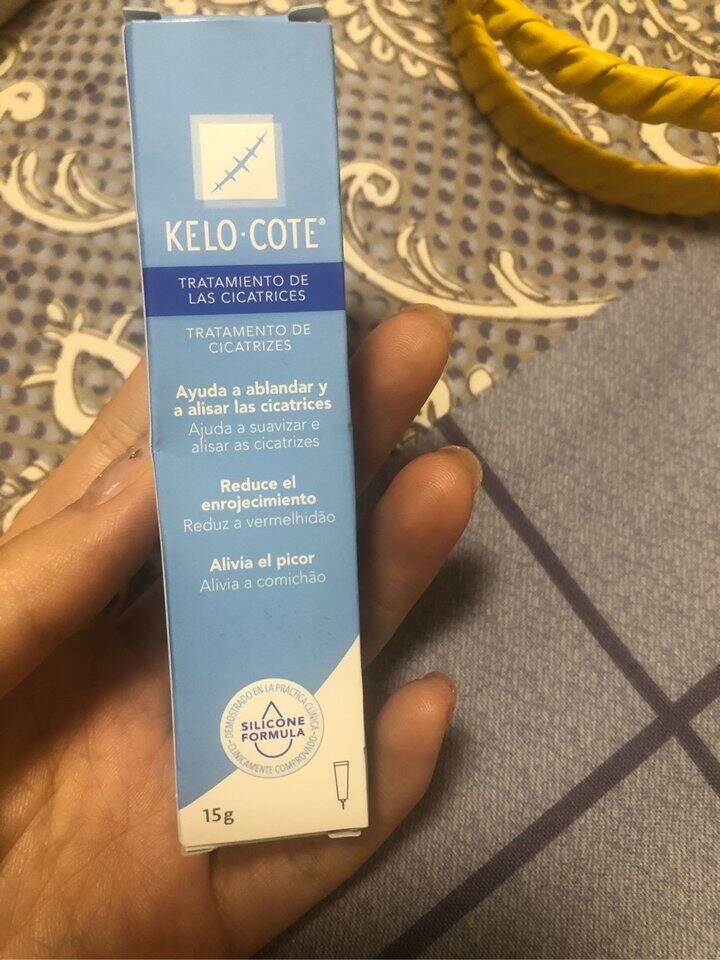 KELO·COTE®
TRATAMIENTO DE
LAS CICATRICES
TRATAMENTO DE
CICATRIZES
Ayuda a ablandar y
a alisar las cicatrices
Ajuda a suavizar e
alisar as cicatrizes
Reduce el
enrojecimiento
Reduz a vermelhidão
Alivia el picor
Alivia a comichão
DEMOSTRADO EN LA PRÁCTICA CLÍNICA
SILICONE
FORMULA
CLINICAMENTE COMPROVADO
15g